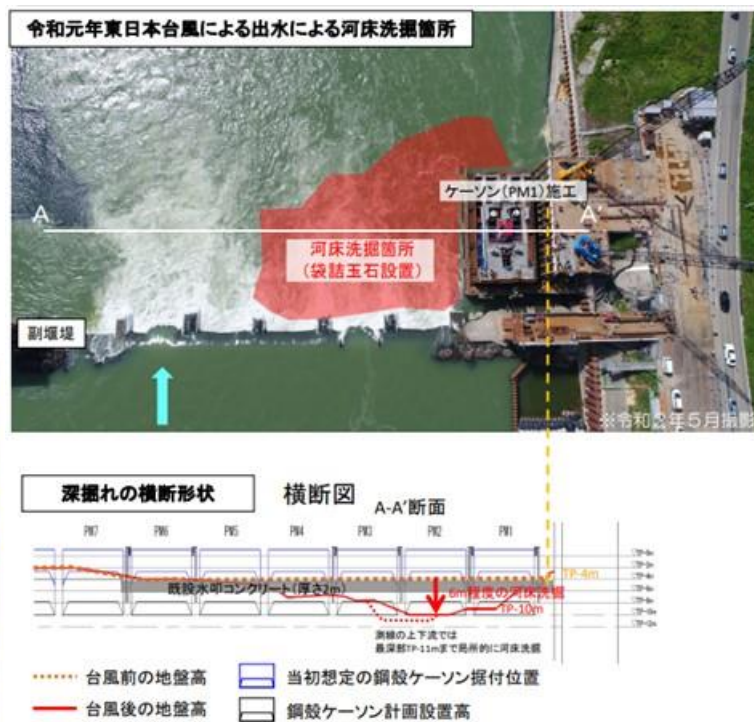 令和元年東日本台風による出水による河床洗掘箇所
ケーソン(PM1)施工
A
A'
河床洗掘箇所
(袋詰玉石設置)
副堰堤
※令和2年5月撮影
深掘れの横断形状
横断図
A-A'断面
PM7 PM6 PM5 PM4 PM3 PM2 PM1
TP-4m
既設水叩コンクリート(厚さ2m)
6m程度の河床洗掘
TP-10m
測線の上下流では
最深部TP-11mまで局所的に河床洗掘
台風前の地盤高
当初想定の鋼殻ケーソン据付位置
台風後の地盤高
鋼殻ケーソン計画設置高